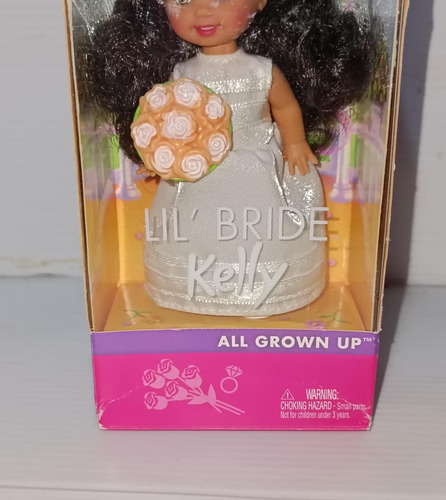 LIL' BRIDE
Kelly
ALL GROWN UP™
WARNING:
CHOKING HAZARD - Small parts.
Not for children under 3 years.